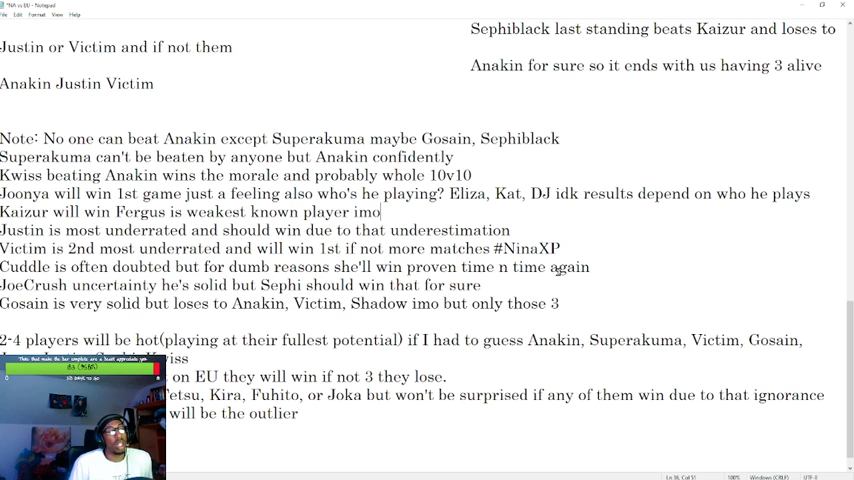 *NA vs EU - Notepad
File Edit Format View Help
Sephiblack last standing beats Kaizur and loses to
Justin or Victim and if not them
Anakin for sure so it ends with us having 3 alive
Anakin Justin Victim
Note: No one can beat Anakin except Superakuma maybe Gosain, Sephiblack
Superakuma can't be beaten by anyone but Anakin confidently
Kwiss beating Anakin wins the morale and probably whole 10v10
Joonya will win 1st game just a feeling also who's he playing? Eliza, Kat, DJ idk results depend on who he plays
Kaizur will win Fergus is weakest known player imo
Justin is most underrated and should win due to that underestimation
Victim is 2nd most underrated and will win 1st if not more matches #NinaXP
Cuddle is often doubted but for dumb reasons she'll win proven time n time again
JoeCrush uncertainty he's solid but Sephi should win that for sure
Gosain is very solid but loses to Anakin, Victim, Shadow imo but only those 3
2-4 players will be hot(playing at their fullest potential) if I had to guess Anakin, Superakuma, Victim, Gosain,
on EU they will win if not 3 they lose.
Tetsu, Kira, Fuhito, or Joka but won't be surprised if any of them win due to that ignorance
will be the outlier
Ln 36, Col 51 100% Windows (CRLF) UTF-8